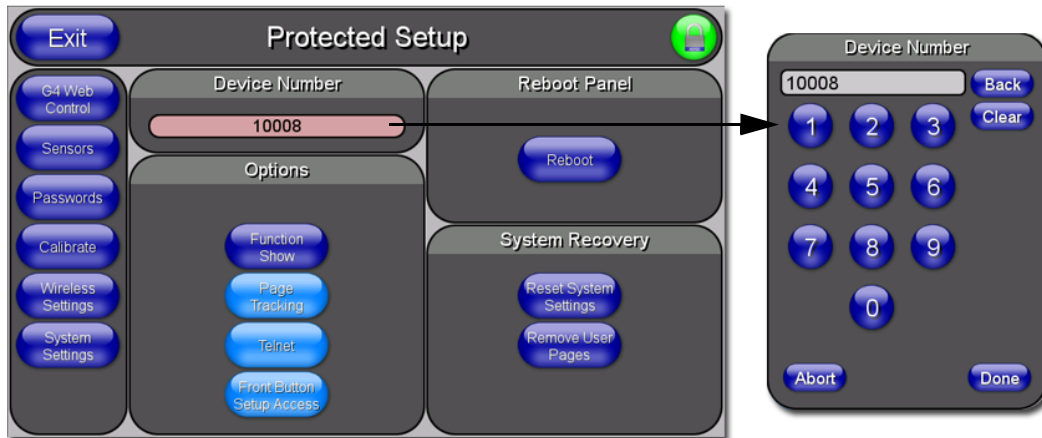 Exit
Protected Setup
G4 Web
Control
Sensors
Passwords
Calibrate
Wireless
Settings
System
Settings
Device Number
10008
Options
Function
Show
Page
Tracking
Telnet
Front Button
Setup Access
Reboot Panel
Reboot
System Recovery
Reset System
Settings
Remove User
Pages
Device Number
10008
Back
Clear
1 2 3
4 5 6
7 8 9
0
Abort
Done